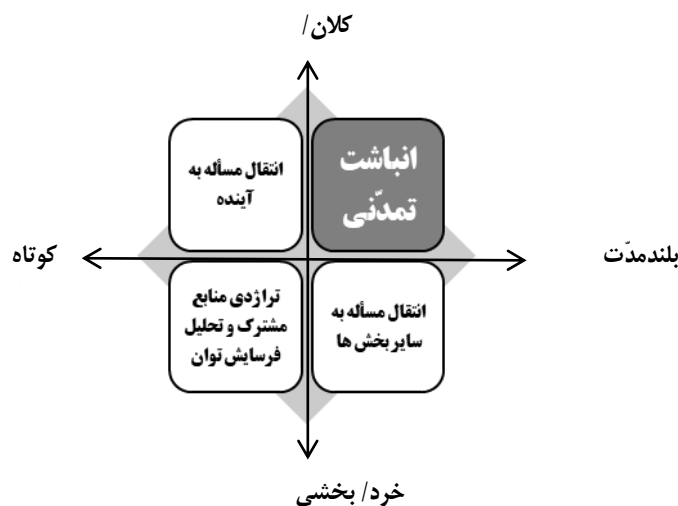 کلان/
انباشت
تمدّنی
انتقال مسأله به
آینده
بلندمدّت
کوتاه
انتقال مسأله به
سایر بخش ها
تراژدی منابع
مشترک و تحلیل
فرسایش توان
خرد/ بخشی